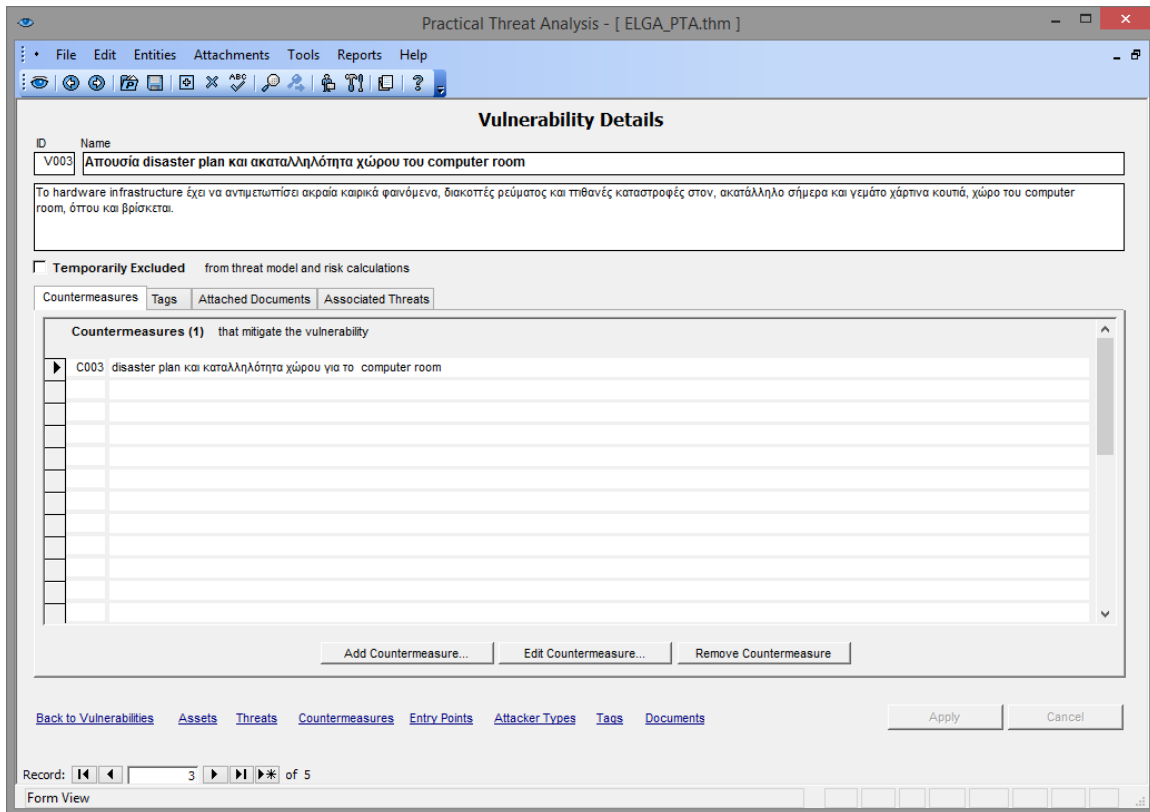 Practical Threat Analysis - [ ELGA_PTA.thm ]
File Edit Entities Attachments Tools Reports Help
ABC
Vulnerability Details
ID Name
V003 Απουσία disaster plan και ακαταλληλότητα χώρου του computer room
Το hardware infrastructure έχει να αντιμετωπίσει ακραία καιρικά φαινόμενα, διακοπές ρεύματος και πιθανές καταστροφές στον, ακατάλληλο σήμερα και γεμάτο χάρτινα κουτιά, χώρο του computer
room, όπου και βρίσκεται.
Temporarily Excluded from threat model and risk calculations
Countermeasures Tags Attached Documents Associated Threats
Countermeasures (1) that mitigate the vulnerability
C003 disaster plan και καταλληλότητα χώρου για το computer room
Add Countermeasure... Edit Countermeasure... Remove Countermeasure
Back to Vulnerabilities Assets Threats Countermeasures Entry Points Attacker Types Tags Documents Apply Cancel
Record: 3 of 5
Form View